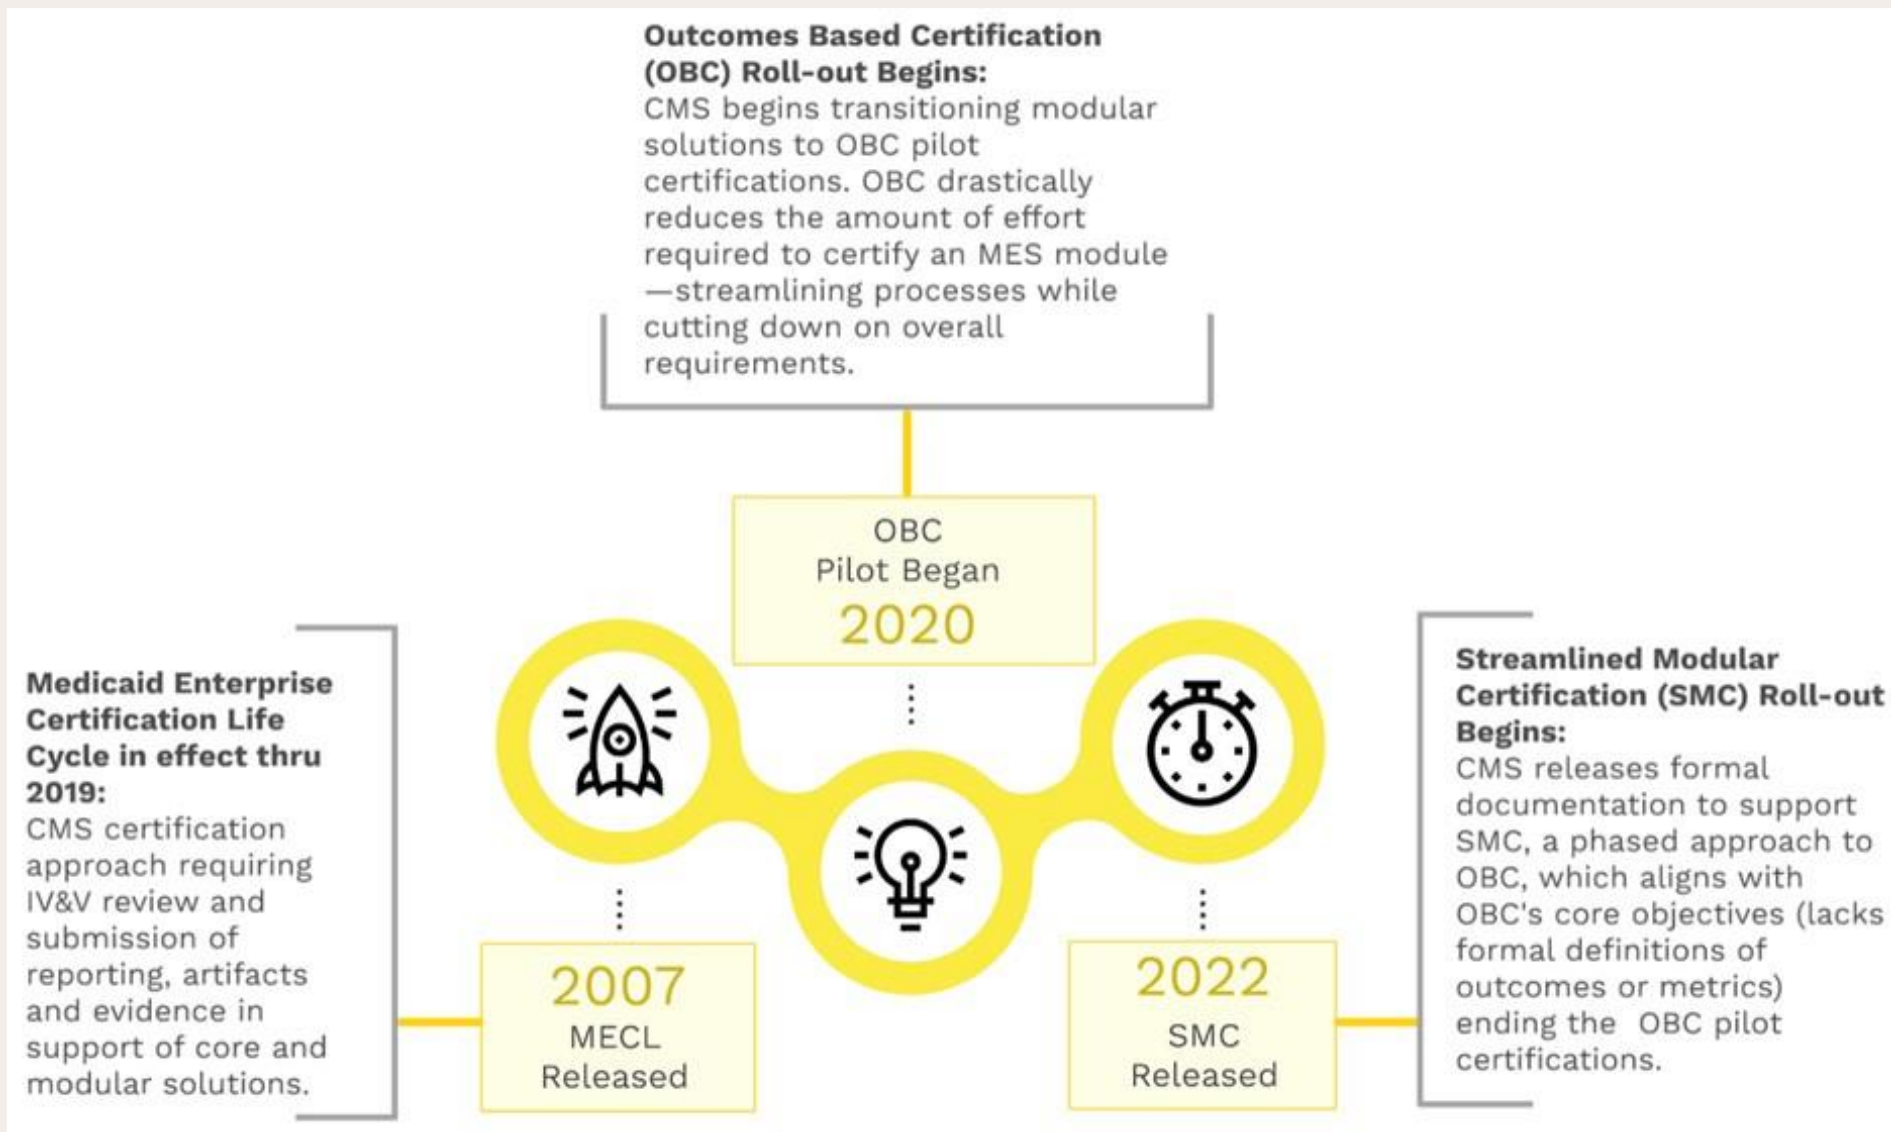 Outcomes Based Certification
(OBC) Roll-out Begins:
CMS begins transitioning modular
solutions to OBC pilot
certifications. OBC drastically
reduces the amount of effort
required to certify an MES module
—streamlining processes while
cutting down on overall
requirements.
OBC
Pilot Began
2020
Medicaid Enterprise
Certification Life
Cycle in effect thru
2019:
CMS certification
approach requiring
IV&V review and
submission of
reporting, artifacts
and evidence in
support of core and
modular solutions.
2007
MECL
Released
2022
SMC
Released
Streamlined Modular
Certification (SMC) Roll-out
Begins:
CMS releases formal
documentation to support
SMC, a phased approach to
OBC, which aligns with
OBC's core objectives (lacks
formal definitions of
outcomes or metrics)
ending the  OBC pilot
certifications.